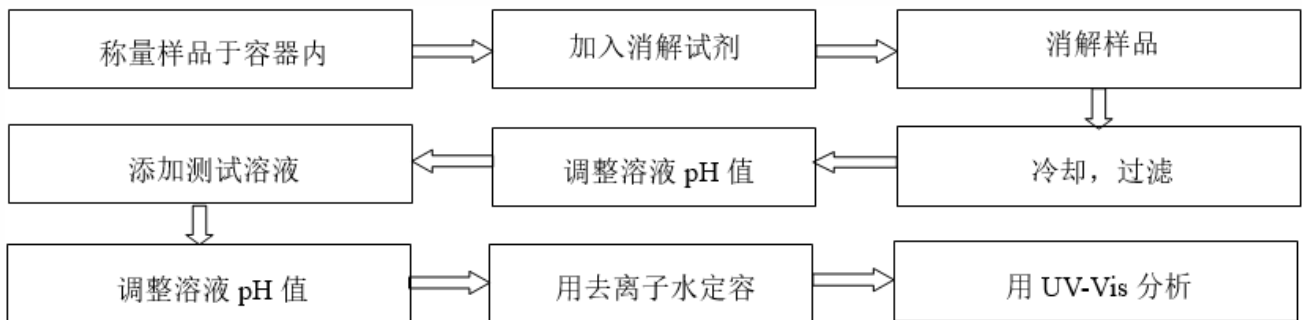 称量样品于容器内
加入消解试剂
消解样品
冷却，过滤
调整溶液 pH 值
添加测试溶液
调整溶液 pH 值
用去离子水定容
用 UV-Vis 分析